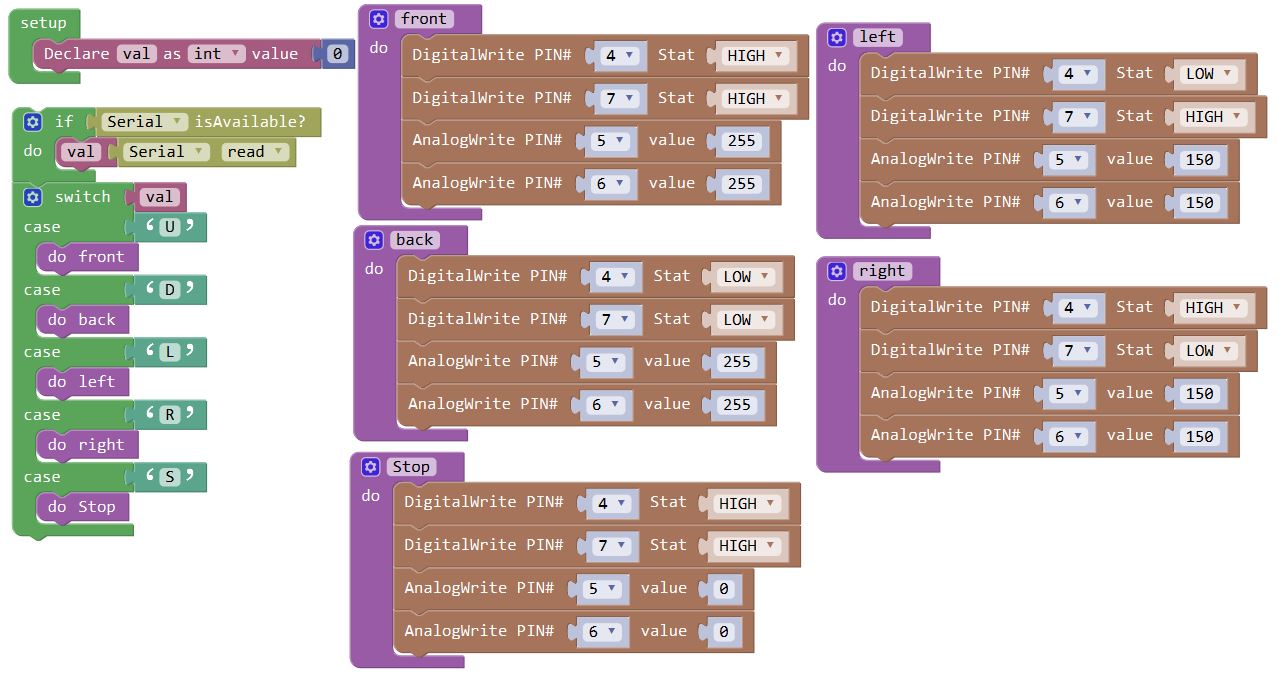 setup
Declare val as int value 0
if Serial isAvailable?
do val Serial read
switch val
case ‘ U ’
do front
case ‘ D ’
do back
case ‘ L ’
do left
case ‘ R ’
do right
case ‘ S ’
do Stop
front
do
DigitalWrite PIN# 4 Stat HIGH
DigitalWrite PIN# 7 Stat HIGH
AnalogWrite PIN# 5 value 255
AnalogWrite PIN# 6 value 255
back
do
DigitalWrite PIN# 4 Stat LOW
DigitalWrite PIN# 7 Stat LOW
AnalogWrite PIN# 5 value 255
AnalogWrite PIN# 6 value 255
Stop
do
DigitalWrite PIN# 4 Stat HIGH
DigitalWrite PIN# 7 Stat HIGH
AnalogWrite PIN# 5 value 0
AnalogWrite PIN# 6 value 0
left
do
DigitalWrite PIN# 4 Stat LOW
DigitalWrite PIN# 7 Stat HIGH
AnalogWrite PIN# 5 value 150
AnalogWrite PIN# 6 value 150
right
do
DigitalWrite PIN# 4 Stat HIGH
DigitalWrite PIN# 7 Stat LOW
AnalogWrite PIN# 5 value 150
AnalogWrite PIN# 6 value 150